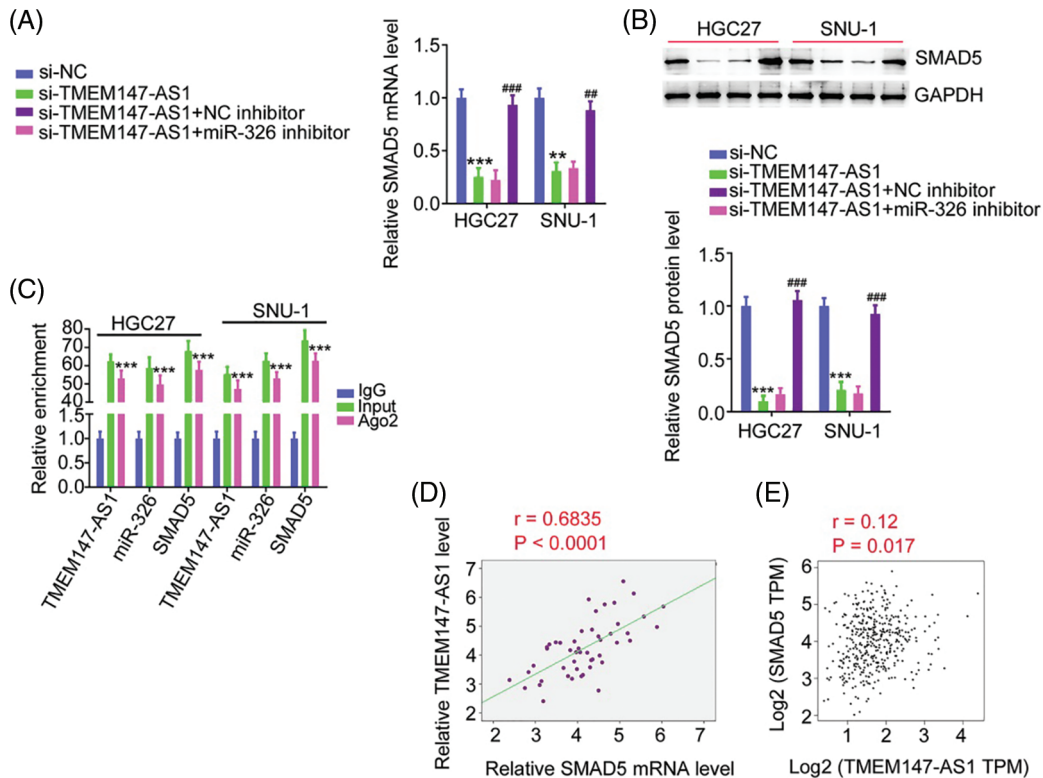 (A)
si-NC
si-TMEM147-AS1
si-TMEM147-AS1+NC inhibitor
si-TMEM147-AS1+miR-326 inhibitor
Relative SMAD5 mRNA level
1.5
1.0
0.5
0.0
***
###
**
##
HGC27
SNU-1
(B)
HGC27
SNU-1
SMAD5
GAPDH
si-NC
si-TMEM147-AS1
si-TMEM147-AS1+NC inhibitor
si-TMEM147-AS1+miR-326 inhibitor
Relative SMAD5 protein level
1.5
1.0
0.5
0.0
***
###
***
###
HGC27
SNU-1
(C)
HGC27
SNU-1
Relative enrichment
80
70
60
50
40
1.5
1.0
0.5
0.0
***
***
***
***
***
***
IgG
Input
Ago2
TMEM147-AS1
miR-326
SMAD5
TMEM147-AS1
miR-326
SMAD5
(D)
r = 0.6835
P < 0.0001
Relative TMEM147-AS1 level
7
6
5
4
3
2
2 3 4 5 6 7
Relative SMAD5 mRNA level
(E)
r = 0.12
P = 0.017
Log2 (SMAD5 TPM)
6
5
4
3
2
1 2 3 4
Log2 (TMEM147-AS1 TPM)